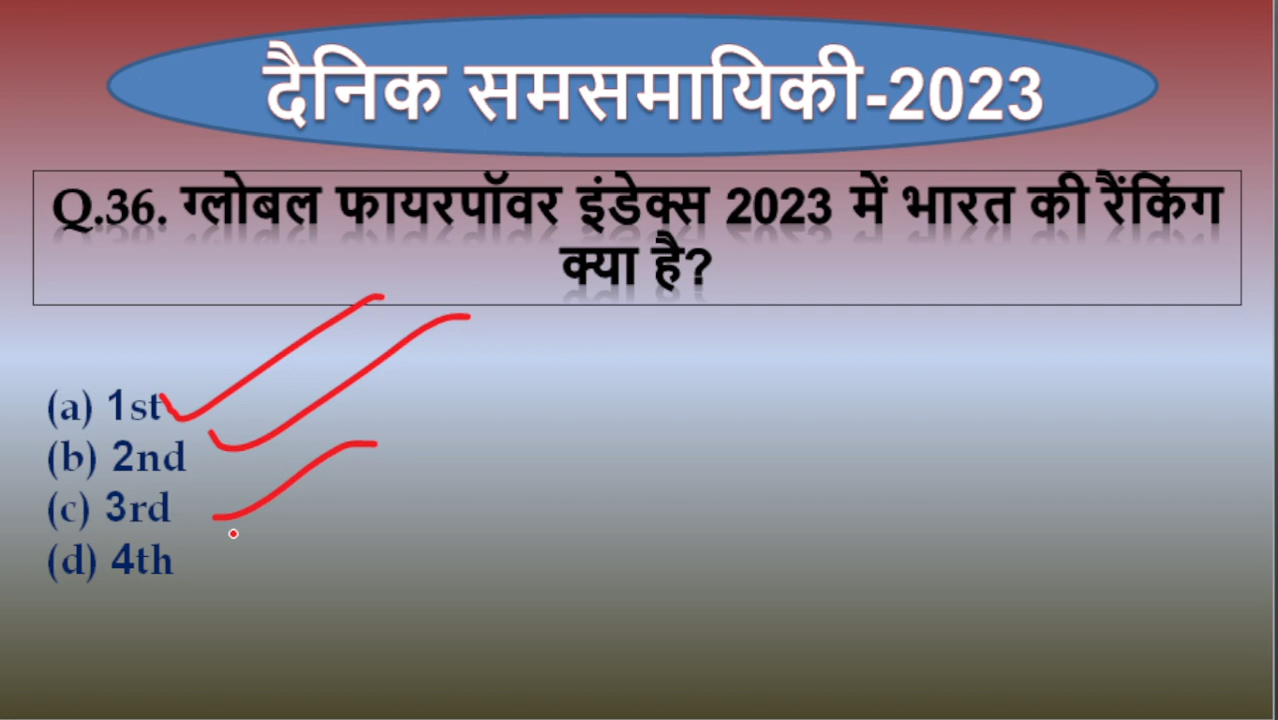 दैनिक समसमायिकी-2023
Q.36. ग्लोबल फायरपॉवर इंडेक्स 2023 में भारत की रैंकिंग
क्या है?
(a) 1st
(b) 2nd
(c) 3rd
(d) 4th